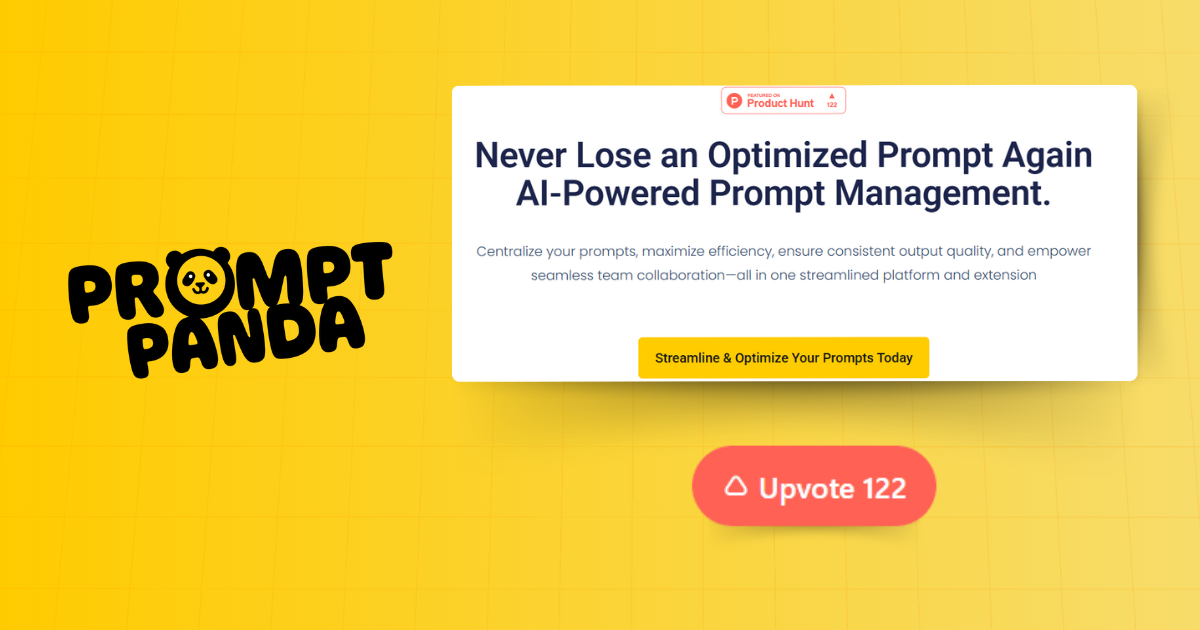 PROMPT
PANDA
FEATURED ON
Product Hunt
122
Never Lose an Optimized Prompt Again
AI-Powered Prompt Management.
Centralize your prompts, maximize efficiency, ensure consistent output quality, and empower
seamless team collaboration—all in one streamlined platform and extension
Streamline & Optimize Your Prompts Today
Upvote 122